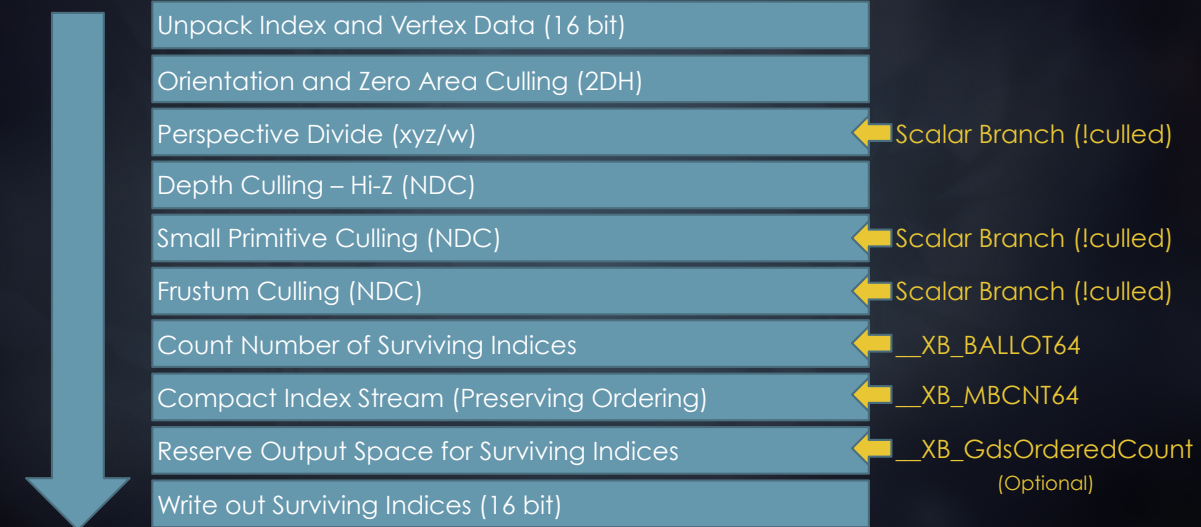 Unpack Index and Vertex Data (16 bit)
Orientation and Zero Area Culling (2DH)
Perspective Divide (xyz/w)
Scalar Branch (!culled)
Depth Culling – Hi-Z (NDC)
Small Primitive Culling (NDC)
Scalar Branch (!culled)
Frustum Culling (NDC)
Scalar Branch (!culled)
Count Number of Surviving Indices
__XB_BALLOT64
Compact Index Stream (Preserving Ordering)
__XB_MBCNT64
Reserve Output Space for Surviving Indices
__XB_GdsOrderedCount
(Optional)
Write out Surviving Indices (16 bit)